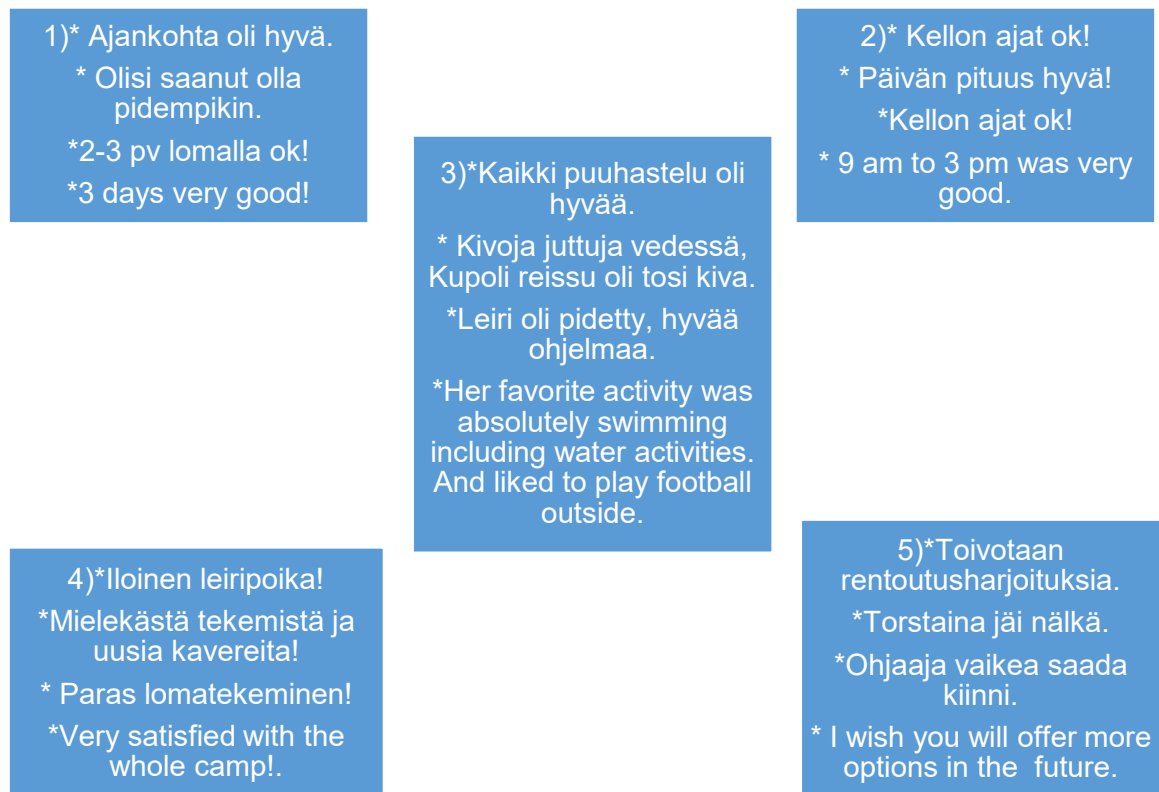 1)* Ajankohta oli hyvä.
* Olisi saanut olla
pidempikin.
*2-3 pv lomalla ok!
*3 days very good!
2)* Kellon ajat ok!
* Päivän pituus hyvä!
*Kellon ajat ok!
* 9 am to 3 pm was very
good.
3)*Kaikki puuhastelu oli
hyvää.
* Kivoja juttuja vedessä,
Kupoli reissu oli tosi kiva.
*Leiri oli pidetty, hyvää
ohjelmaa.
*Her favorite activity was
absolutely swimming
including water activities.
And liked to play football
outside.
4)*Iloinen leiripoika!
*Mielekästä tekemistä ja
uusia kavereita!
* Paras lomatekeminen!
*Very satisfied with the
whole camp!.
5)*Toivotaan
rentoutusharjoituksia.
*Torstaina jäi nälkä.
*Ohjaaja vaikea saada
kiinni.
* I wish you will offer more
options in the future.